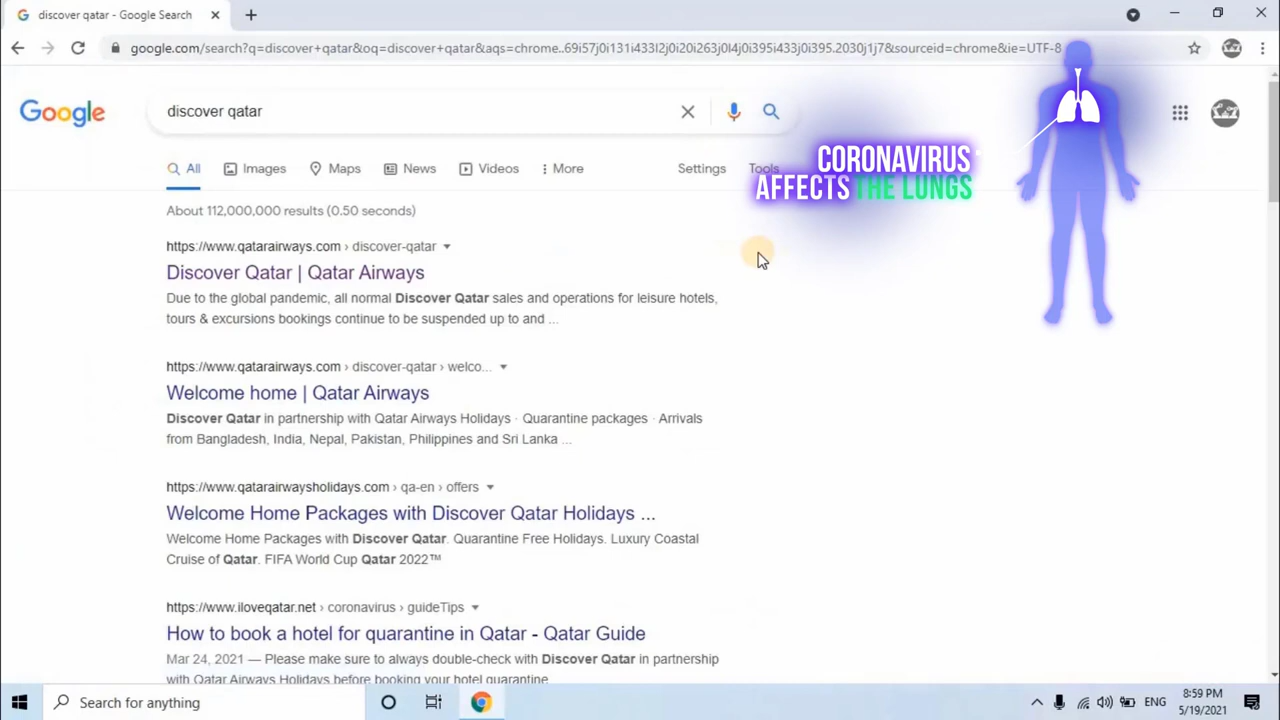 discover qatar - Google Search
google.com/search?q=discover+qatar&oq=discover+qatar&aqs=chrome..69i57j0i131i433l2j0i20i263j0l4j0i395i433j0i395.2030j1j7&sourceid=chrome&ie=UTF-8
Google
discover qatar
CORONAVIRUS
AFFECTS THE LUNGS
All
Images
Maps
News
Videos
More
Settings
Tools
About 112,000,000 results (0.50 seconds)
https://www.qatarairways.com › discover-qatar
Discover Qatar | Qatar Airways
Due to the global pandemic, all normal Discover Qatar sales and operations for leisure hotels,
tours & excursions bookings continue to be suspended up to and ...
https://www.qatarairways.com › discover-qatar › welco...
Welcome home | Qatar Airways
Discover Qatar in partnership with Qatar Airways Holidays · Quarantine packages · Arrivals
from Bangladesh, India, Nepal, Pakistan, Philippines and Sri Lanka ...
https://www.qatarairwaysholidays.com › qa-en › offers
Welcome Home Packages with Discover Qatar Holidays ...
Welcome Home Packages with Discover Qatar. Quarantine Free Holidays. Luxury Coastal
Cruise of Qatar. FIFA World Cup Qatar 2022™
https://www.iloveqatar.net › coronavirus › guideTips
How to book a hotel for quarantine in Qatar - Qatar Guide
Mar 24, 2021 — Please make sure to always double-check with Discover Qatar in partnership
with Qatar Airways Holidays before booking your hotel quarantine
Search for anything
ENG
8:59 PM
5/19/2021